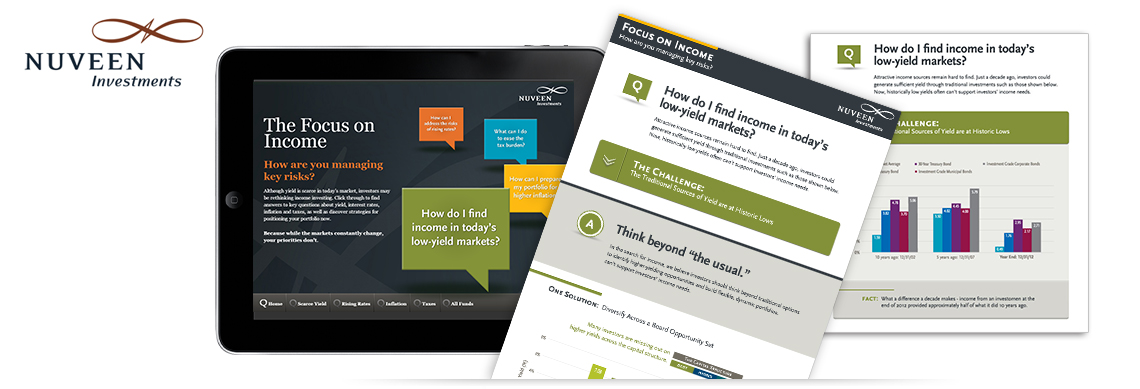 NUVEEN
Investments
NUVEEN
Investments
The Focus on
Income
How are you managing
key risks?
Although yield is scarce in today's market, investors may
be rethinking income investing. Click through to find
answers to key questions about yield, interest rates,
inflation and taxes, as well as discover strategies for
positioning your portfolio now.
Because while the markets constantly change,
your priorities don't.
How can I
address the risks
of rising rates?
What can I do
to ease the
tax burden?
How can I prepare
my portfolio for
higher inflation?
How do I find
income in today's
low-yield markets?
Home Scarce Yield Rising Rates Inflation Taxes All Funds
FOCUS ON INCOME
How are you managing key risks?
NUVEEN
Investments
Q
How do I find income in today's
low-yield markets?
Attractive income sources remain hard to find. Just a decade ago, investors could
generate sufficient yield through traditional investments such as those shown below.
Now, historically low yields often can't support investors' income needs.
THE CHALLENGE:
The Traditional Sources of Yield are at Historic Lows
A
Think beyond "the usual."
In the search for income, we believe investors should think beyond traditional options
to identify higher-yielding opportunities and build flexible, dynamic portfolios.
can't support investors' income needs.
ONE SOLUTION: Diversify Across a Board Opportunity Set
Many investors are missing out on
higher yields across the capital structure.
THE CAPITAL STRUCTURE
DEBT
Q
How do I find income in today's
low-yield markets?
Attractive income sources remain hard to find. Just a decade ago, investors could
generate sufficient yield through traditional investments such as those shown below.
Now, historically low yields often can't support investors' income needs.
CHALLENGE:
tional Sources of Yield are at Historic Lows
Average
30 Year Treasury Bond
Investment Grade Corporate Bonds
Bond
Investment Grade Municipal Bonds
10 years ago: 12/31/02
5 years ago: 12/31/07
Year End: 12/31/12
FACT: What a difference a decade makes - income from an investomen at the
end of 2012 provided approximately half of what it did 10 years ago.